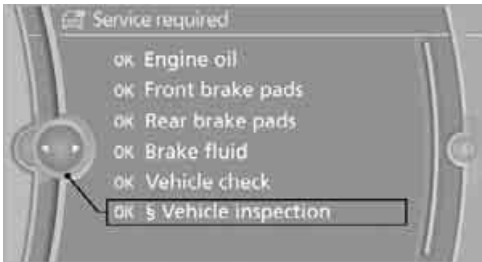 Service required
OK Engine oil
OK Front brake pads
OK Rear brake pads
OK Brake fluid
OK Vehicle check
OK § Vehicle inspection